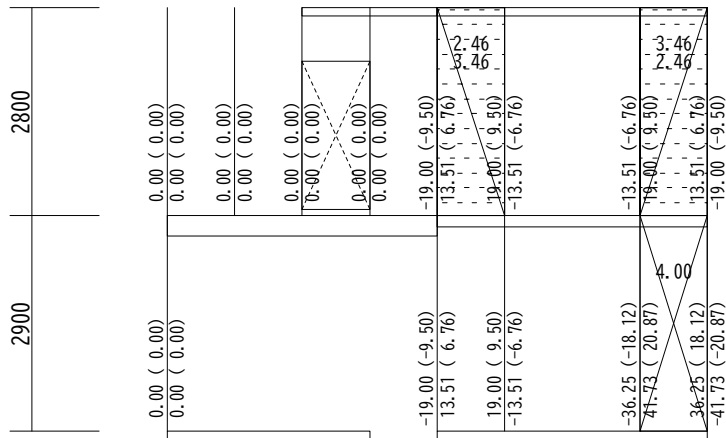 2.46
3.46
3.46
2.46
2800
0.00 ( 0.00)
0.00 ( 0.00)
0.00 ( 0.00)
0.00 ( 0.00)
0.00 ( 0.00)
0.00 ( 0.00)
0.00 ( 0.00)
0.00 ( 0.00)
-19.00 (-9.50)
13.51 ( 6.76)
19.00 ( 9.50)
-13.51 (-6.76)
-13.51 (-6.76)
19.00 ( 9.50)
13.51 ( 6.76)
-19.00 (-9.50)
4.00
2900
0.00 ( 0.00)
0.00 ( 0.00)
-19.00 (-9.50)
13.51 ( 6.76)
19.00 ( 9.50)
-13.51 (-6.76)
-36.25 (-18.12)
41.73 ( 20.87)
36.25 ( 18.12)
-41.73 (-20.87)